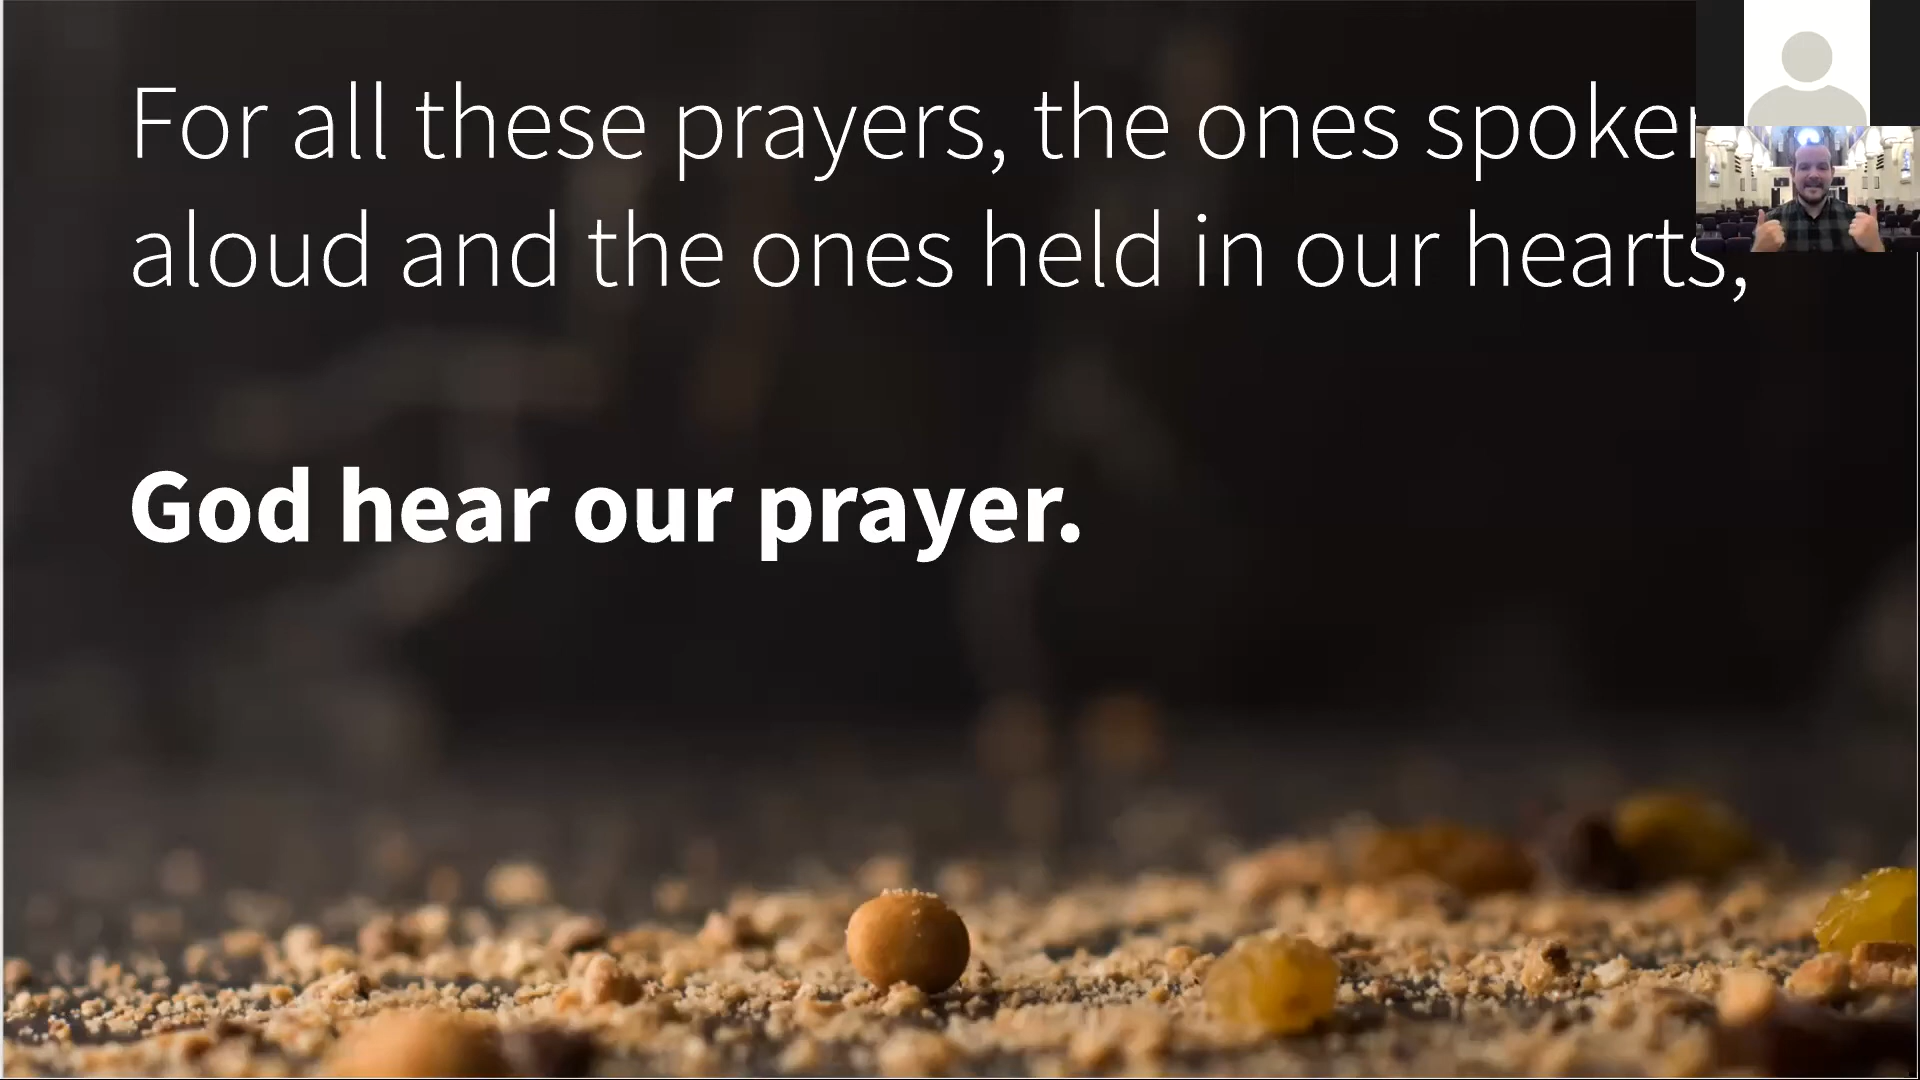 For all these prayers, the ones spoken
aloud and the ones held in our hearts,
God hear our prayer.